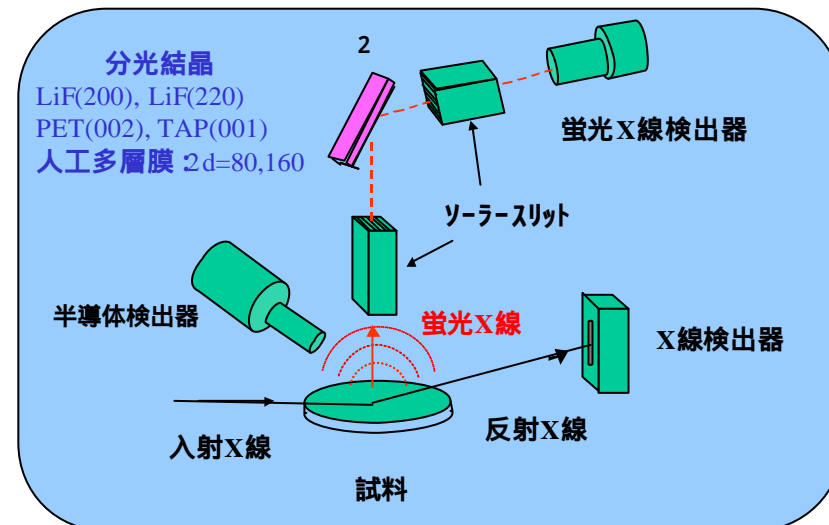 2
分光結晶
LiF(200), LiF(220)
PET(002), TAP(001)
人工多層膜 :2d=80,160
蛍光X線検出器
ソーラースリット
半導体検出器
蛍光X線
X線検出器
入射X線
反射X線
試料